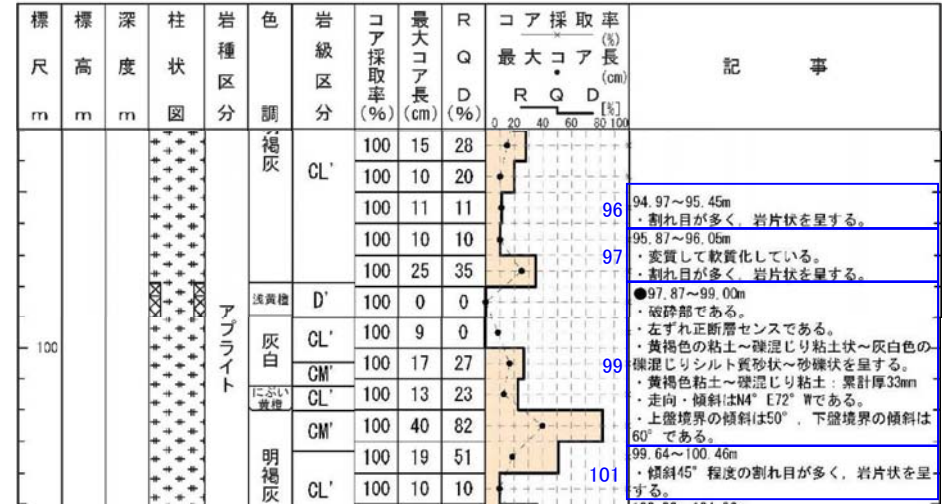 標尺m 標高m 深度m 柱状図 岩種区分 色調 岩級区分 コア採取率(%) 最大コア長(cm) RQD(%) コア採取率(%) 最大コア長(cm) RQD[%] 記事
0 20 40 60 80 100
褐灰 CL' 100 15 28
100 10 20
100 11 11
100 10 10
100 25 35
浅黄橙 D' 100 0 0
灰白 CL' 100 9 0
100
CM' 100 17 27
にぶい黄橙 CL' 100 13 23
CM' 100 40 82
明褐灰 100 19 51
CL' 100 10 10
アプライト
96
94.97～95.45m
・割れ目が多く、岩片状を呈する。
97
95.87～96.05m
・変質して軟質化している。
・割れ目が多く、岩片状を呈する。
99
●97.87～99.00m
・破砕部である。
・左ずれ正断層センスである。
・黄褐色の粘土～礫混じり粘土状～灰白色の
礫混じりシルト質砂状～砂礫状を呈する。
・黄褐色粘土～礫混じり粘土：累計厚33mm
・走向・傾斜はN4°E72°Wである。
・上盤境界の傾斜は50°，下盤境界の傾斜は
60°である。
101
99.64～100.46m
・傾斜45°程度の割れ目が多く，岩片状を呈
する。